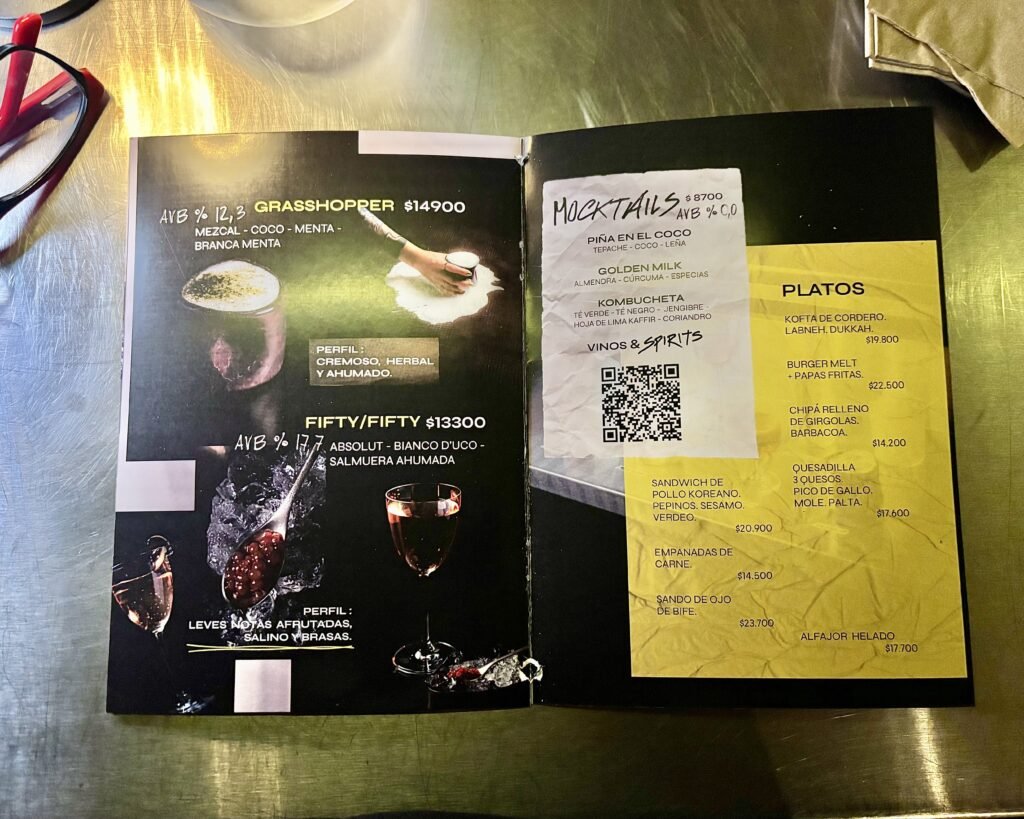 AVB % 12,3 GRASSHOPPER $14900
MEZCAL - COCO - MENTA -
BRANCA MENTA
PERFIL :
CREMOSO, HERBAL
Y AHUMADO.
FIFTY/FIFTY $13300
AVB % 17,7 ABSOLUT - BIANCO D'UCO -
SALMUERA AHUMADA
PERFIL :
LEVES NOTAS AFRUTADAS,
SALINO Y BRASAS.
MOCKTAILS $8700
AVB % 0,0
PIÑA EN EL COCO
TEPACHE - COCO - LEÑA
GOLDEN MILK
ALMENDRA - CÚRCUMA - ESPECIAS
KOMBUCHETA
TÉ VERDE - TÉ NEGRO - JENGIBRE -
HOJA DE LIMA KAFFIR - CORIANDRO
VINOS & SPIRITS
PLATOS
KOFTA DE CORDERO.
LABNEH, DUKKAH.
$19.800
BURGER MELT
+ PAPAS FRITAS.
$22.500
CHIPÁ RELLENO
DE GIRGOLAS.
BARBACOA.
$14.200
QUESADILLA
3 QUESOS.
PICO DE GALLO.
MOLE. PALTA.
$17.600
SANDWICH DE
POLLO KOREANO.
PEPINOS. SESAMO.
VERDEO.
$20.900
EMPANADAS DE
CARNE.
$14.500
SANDO DE OJO
DE BIFE.
$23.700
ALFAJOR HELADO
$17.700